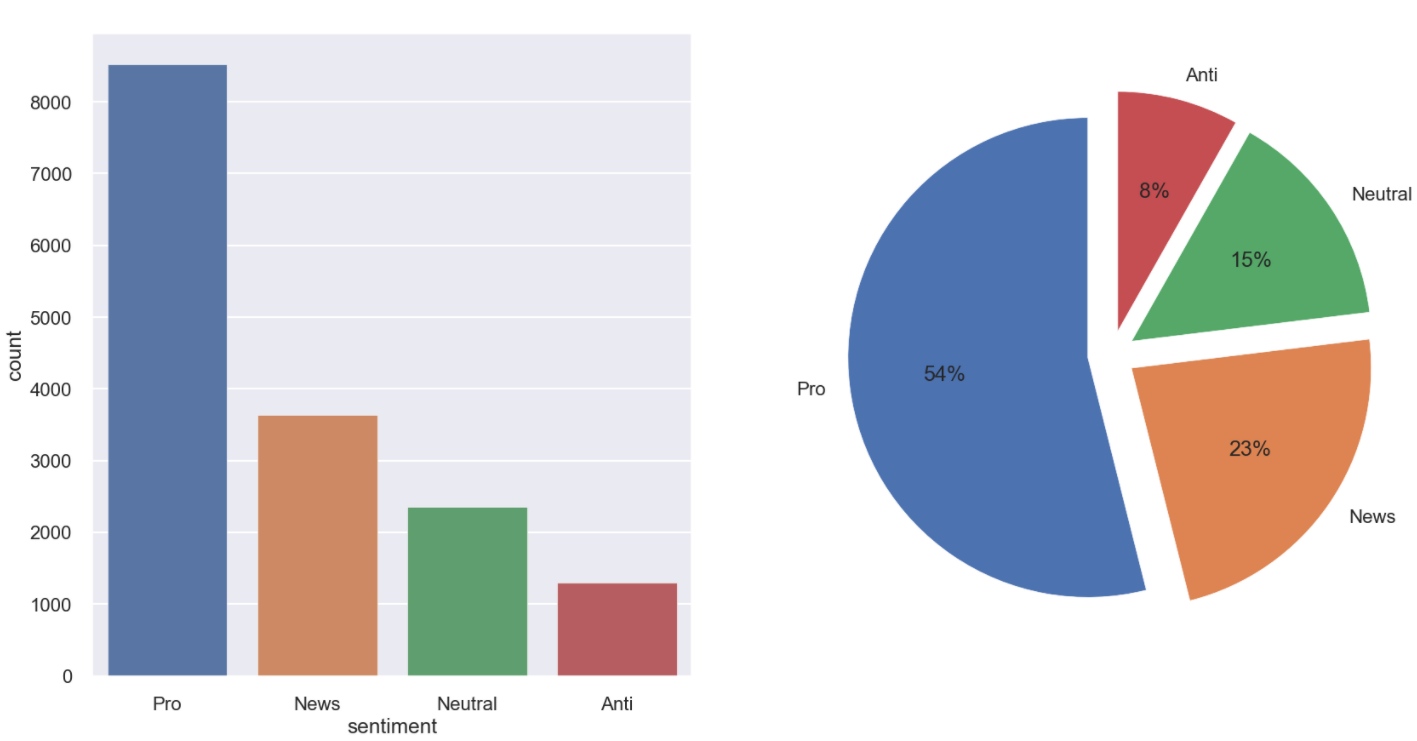 8000
7000
6000
5000
4000
3000
2000
1000
0
count
Pro News Neutral Anti
sentiment
Anti
Neutral
News
Pro
8%
15%
54%
23%